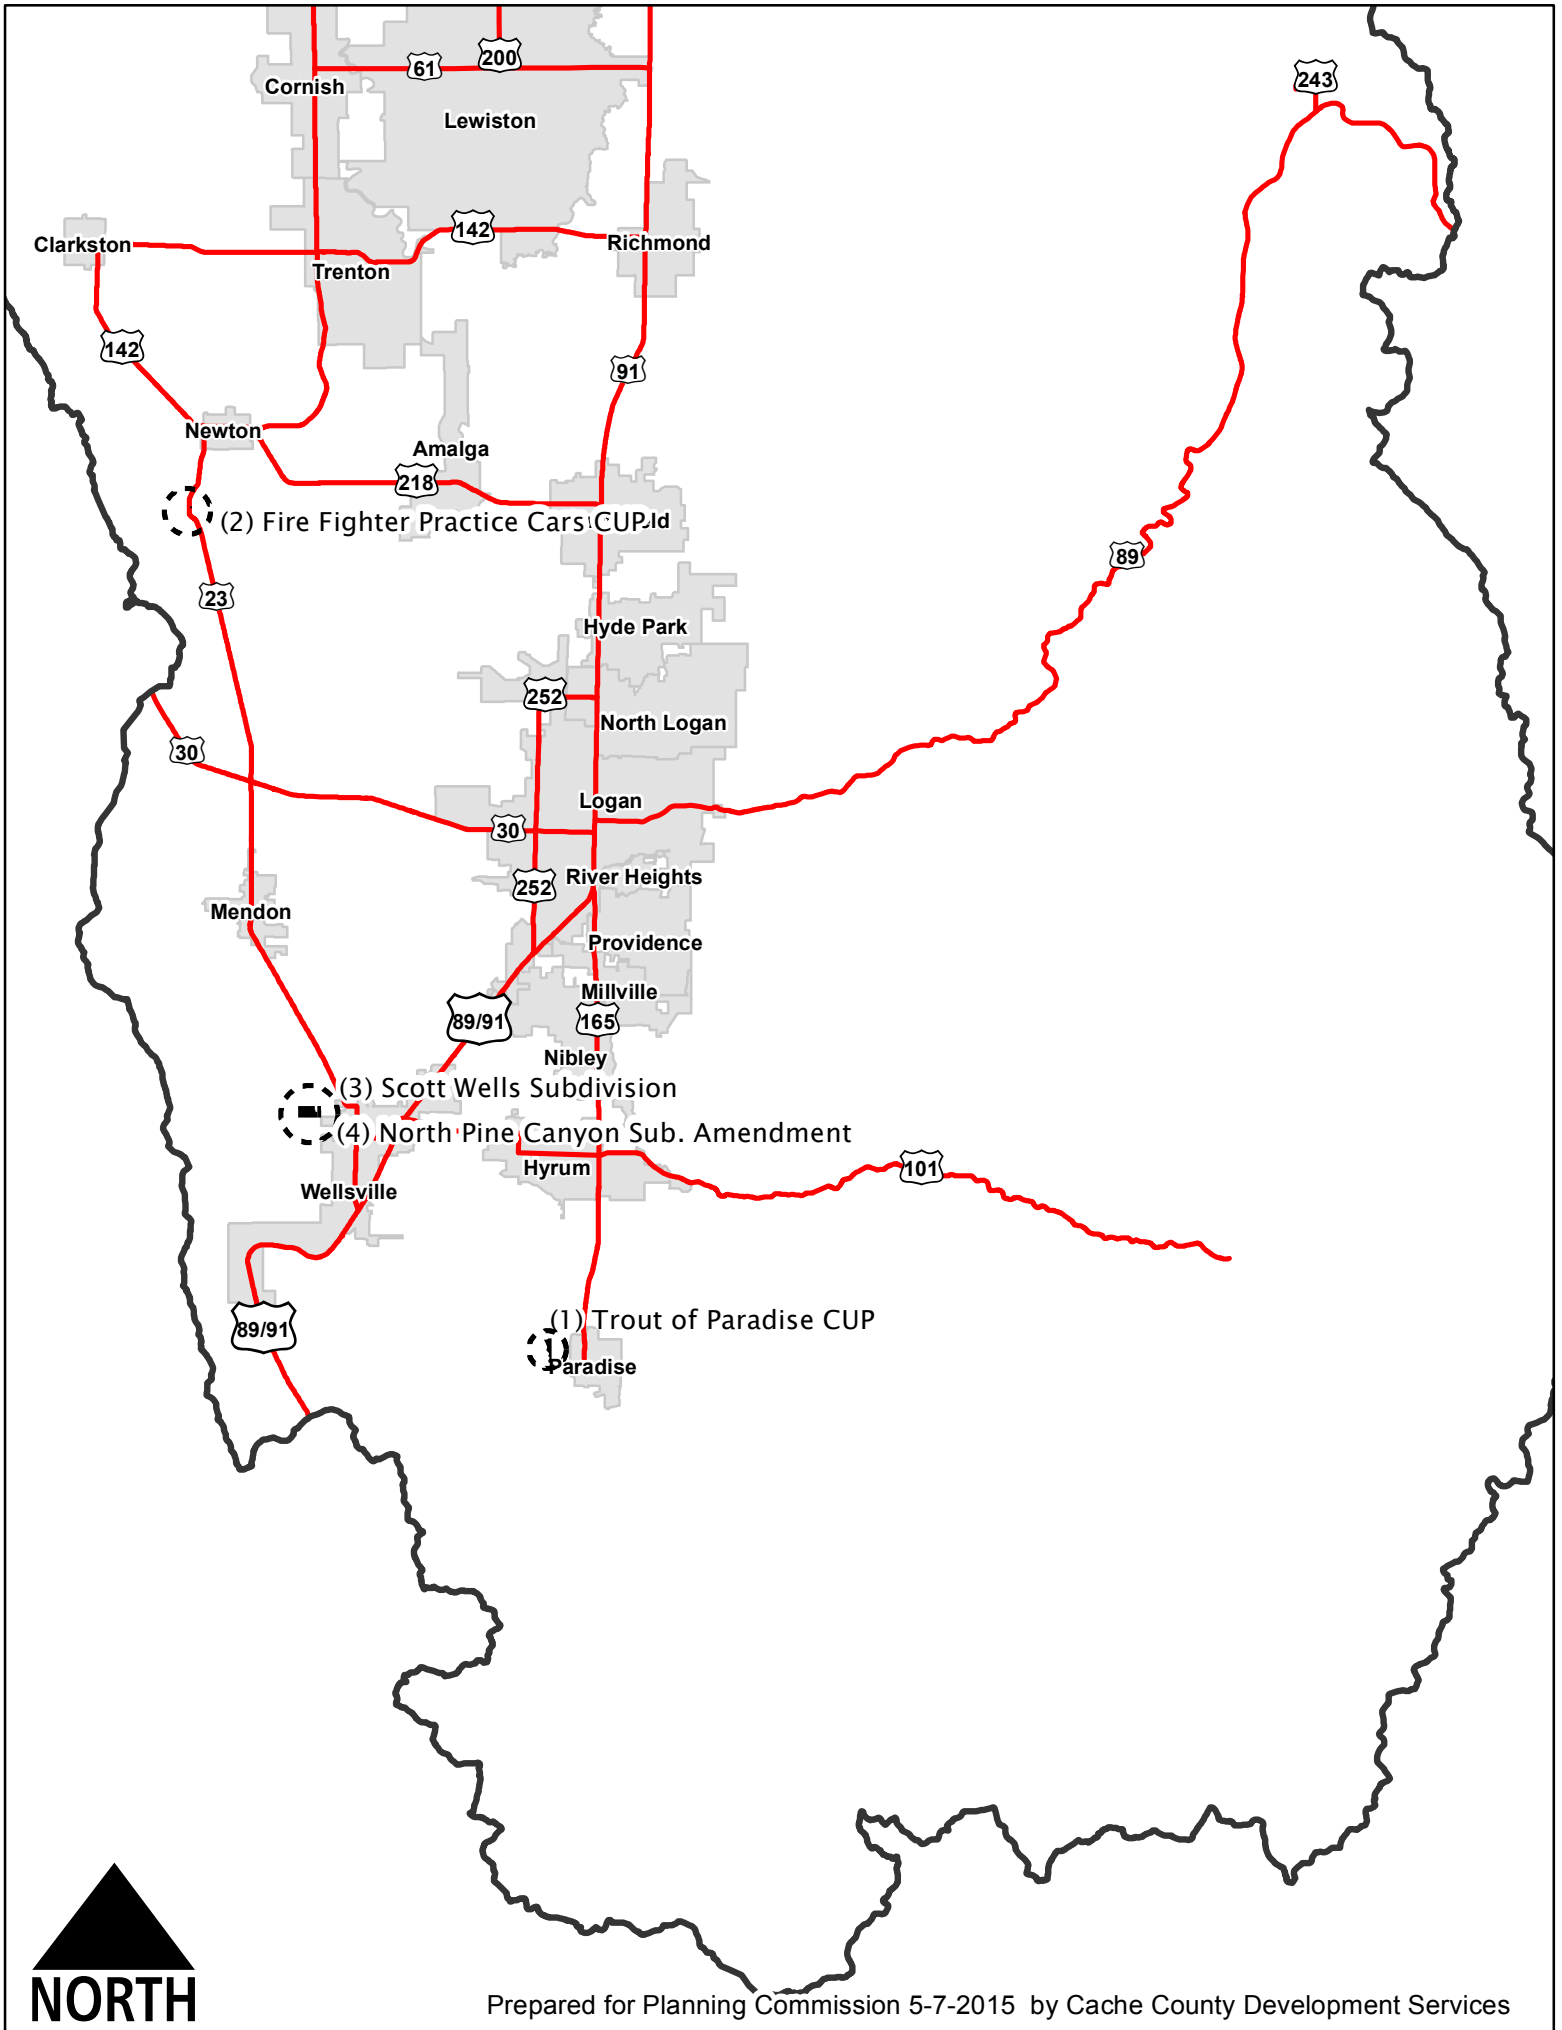 200
61
243
Cornish
Lewiston
142
Clarkston
Richmond
Trenton
142
91
Newton
Amalga
218
(2) Fire Fighter Practice Cars CUP
89
23
Hyde Park
252
North Logan
30
Logan
30
River Heights
252
Mendon
Providence
Millville
89/91
165
Nibley
(3) Scott Wells Subdivision
(4) North Pine Canyon Sub. Amendment
Hyrum
101
Wellsville
(1) Trout of Paradise CUP
89/91
Paradise
NORTH
Prepared for Planning Commission 5-7-2015 by Cache County Development Services